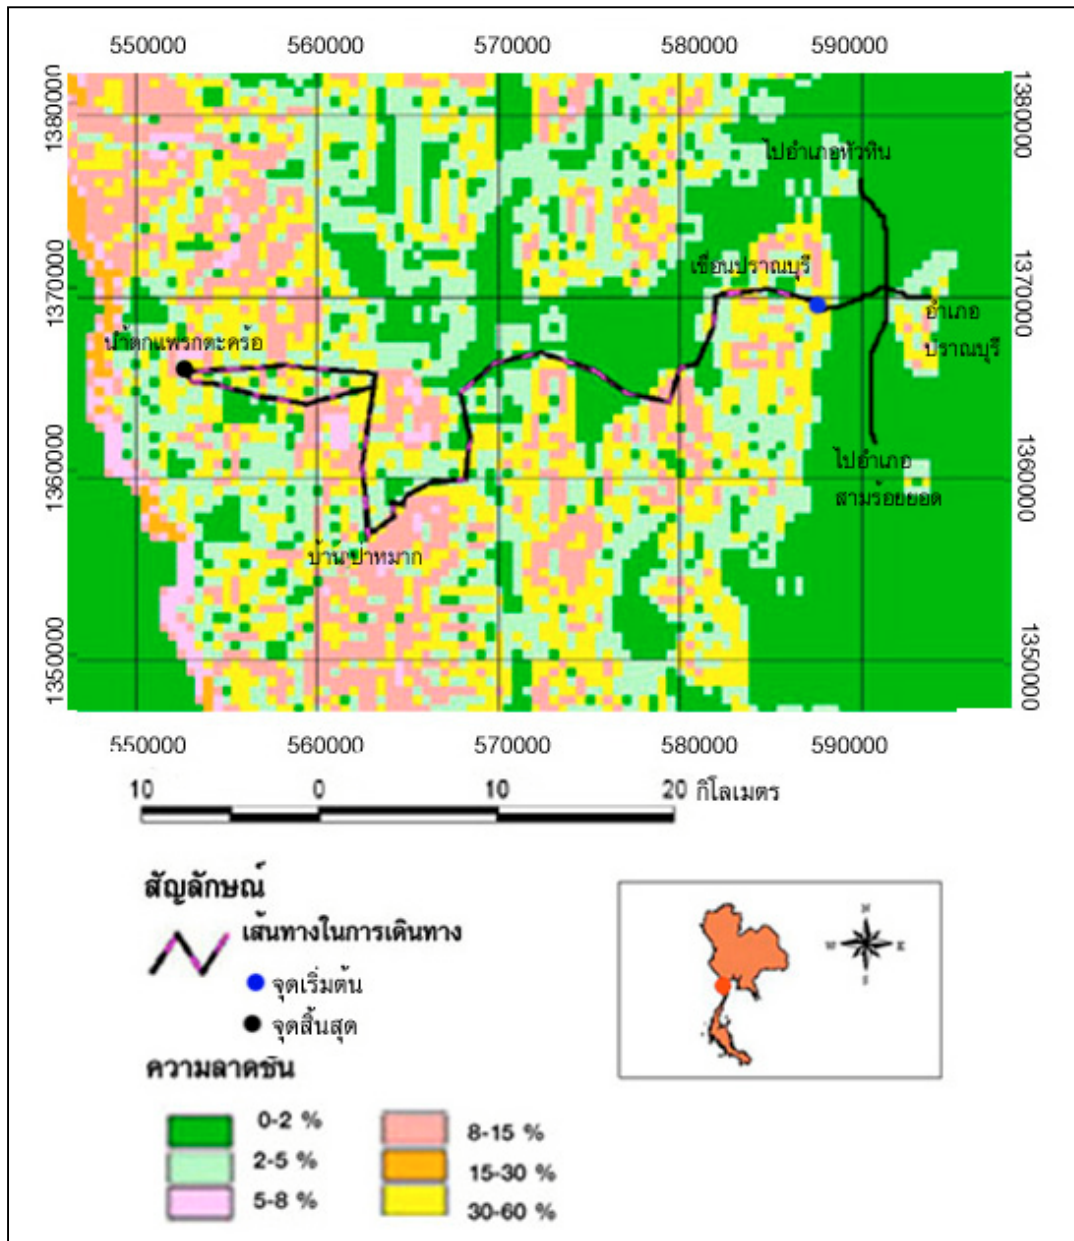 550000 560000 570000 580000 590000
1380000
1380000
ไปอำเภอหัวหิน
เขื่อนปราณบุรี
1370000
1370000
อำเภอ
ปราณบุรี
น้ำตกแพรกตะคร้อ
1360000
1360000
ไปอำเภอ
สามร้อยยอด
บ้านป่าหมาก
1350000
1350000
550000 560000 570000 580000 590000
10 0 10 20 กิโลเมตร
สัญลักษณ์
เส้นทางในการเดินทาง
จุดเริ่มต้น
จุดสิ้นสุด
N
W E
S
ความลาดชัน
0-2 %
2-5 %
5-8 %
8-15 %
15-30 %
30-60 %